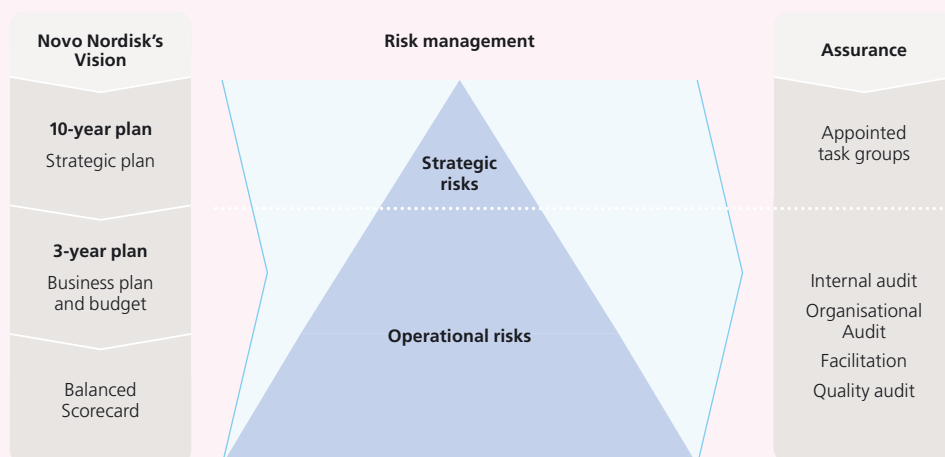 Novo Nordisk's
Vision
10-year plan
Strategic plan
3-year plan
Business plan
and budget
Balanced
Scorecard
Risk management
Strategic
risks
Operational risks
Assurance
Appointed
task groups
Internal audit
Organisational
Audit
Facilitation
Quality audit